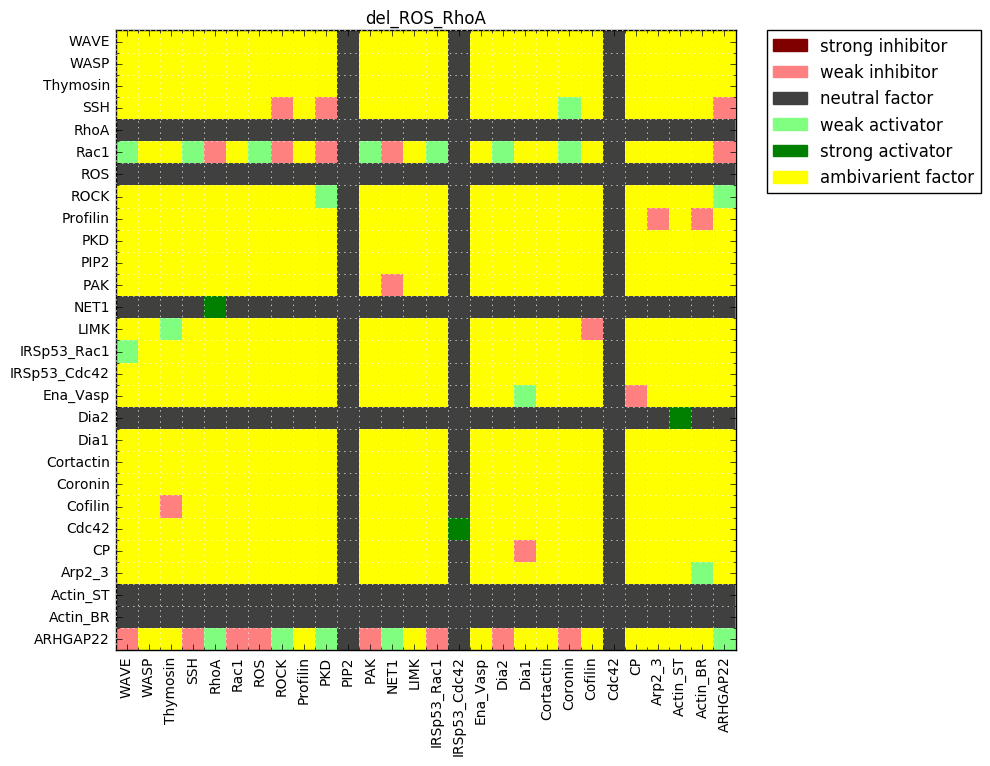 del_ROS_RhoA
WAVE
WASP
Thymosin
SSH
RhoA
Rac1
ROS
ROCK
Profilin
PKD
PIP2
PAK
NET1
LIMK
IRSp53_Rac1
IRSp53_Cdc42
Ena_Vasp
Dia2
Dia1
Cortactin
Coronin
Cofilin
Cdc42
CP
Arp2_3
Actin_ST
Actin_BR
ARHGAP22
WAVE
WASP
Thymosin
SSH
RhoA
Rac1
ROS
ROCK
Profilin
PKD
PIP2
PAK
NET1
LIMK
IRSp53_Rac1
IRSp53_Cdc42
Ena_Vasp
Dia2
Dia1
Cortactin
Coronin
Cofilin
Cdc42
CP
Arp2_3
Actin_ST
Actin_BR
ARHGAP22
strong inhibitor
weak inhibitor
neutral factor
weak activator
strong activator
ambivarient factor